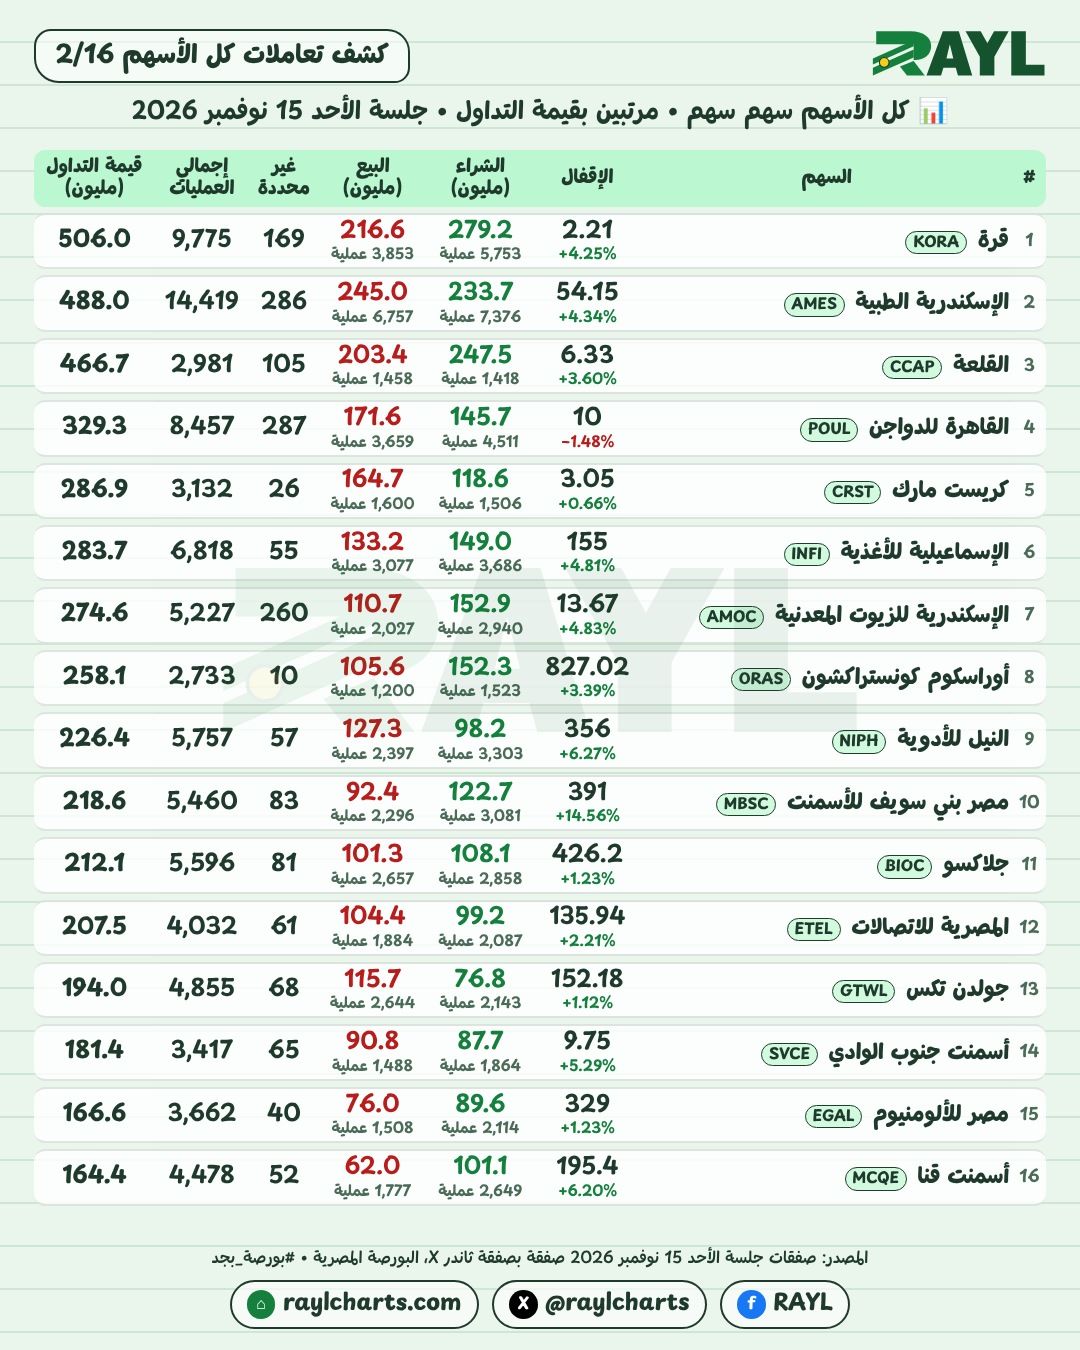 RAYL
كشف تعاملات كل الأسهم 2/16
📊 كل الأسهم سهم سهم • مرتبين بقيمة التداول • جلسة الأحد 15 نوفمبر 2026
# السهم الإقفال الشراء (مليون) البيع (مليون) غير محددة إجمالي العمليات قيمة التداول (مليون)
1 قرة KORA 2.21 279.2 216.6 169 9,775 506.0
+4.25% 5,753 عملية 3,853 عملية
2 الإسكندرية الطبية AMES 54.15 233.7 245.0 286 14,419 488.0
+4.34% 7,376 عملية 6,757 عملية
3 القلعة CCAP 6.33 247.5 203.4 105 2,981 466.7
+3.60% 1,418 عملية 1,458 عملية
4 القاهرة للدواجن POUL 10 145.7 171.6 287 8,457 329.3
−1.48% 4,511 عملية 3,659 عملية
5 كريست مارك CRST 3.05 118.6 164.7 26 3,132 286.9
+0.66% 1,506 عملية 1,600 عملية
6 الإسماعيلية للأغذية INFI 155 149.0 133.2 55 6,818 283.7
+4.81% 3,686 عملية 3,077 عملية
7 الإسكندرية للزيوت المعدنية AMOC 13.67 152.9 110.7 260 5,227 274.6
+4.83% 2,940 عملية 2,027 عملية
8 أوراسكوم كونستراكشون ORAS 827.02 152.3 105.6 10 2,733 258.1
+3.39% 1,523 عملية 1,200 عملية
9 النيل للأدوية NIPH 356 98.2 127.3 57 5,757 226.4
+6.27% 3,303 عملية 2,397 عملية
10 مصر بني سويف للأسمنت MBSC 391 122.7 92.4 83 5,460 218.6
+14.56% 3,081 عملية 2,296 عملية
11 جلاكسو BIOC 426.2 108.1 101.3 81 5,596 212.1
+1.23% 2,858 عملية 2,657 عملية
12 المصرية للاتصالات ETEL 135.94 99.2 104.4 61 4,032 207.5
+2.21% 2,087 عملية 1,884 عملية
13 جولدن تكس GTWL 152.18 76.8 115.7 68 4,855 194.0
+1.12% 2,143 عملية 2,644 عملية
14 أسمنت جنوب الوادي SVCE 9.75 87.7 90.8 65 3,417 181.4
+5.29% 1,864 عملية 1,488 عملية
15 مصر للألومنيوم EGAL 329 89.6 76.0 40 3,662 166.6
+1.23% 2,114 عملية 1,508 عملية
16 أسمنت قنا MCQE 195.4 101.1 62.0 52 4,478 164.4
+6.20% 2,649 عملية 1,777 عملية
المصدر: صفقات جلسة الأحد 15 نوفمبر 2026 صفقة بصفقة ثاندر X، البورصة المصرية • #بورصة_بجد
RAYL @raylcharts raylcharts.com